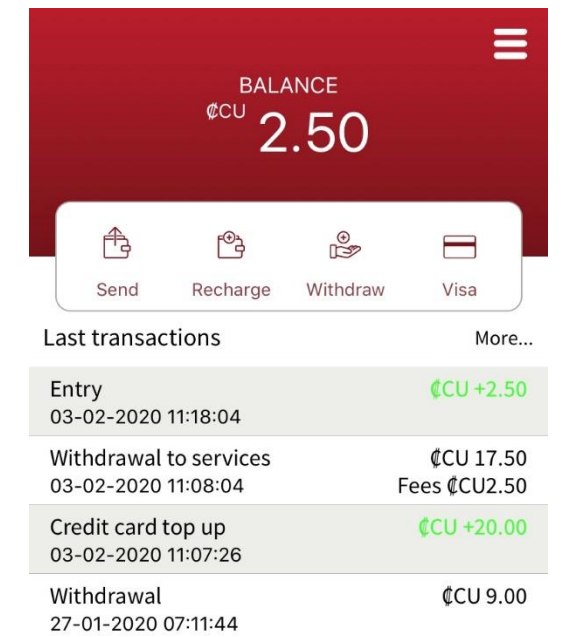 BALANCE
₡CU 2.50
Send Recharge Withdraw Visa
Last transactions More...
Entry ₡CU +2.50
03-02-2020 11:18:04
Withdrawal to services ₡CU 17.50
03-02-2020 11:08:04 Fees ₡CU2.50
Credit card top up ₡CU +20.00
03-02-2020 11:07:26
Withdrawal ₡CU 9.00
27-01-2020 07:11:44